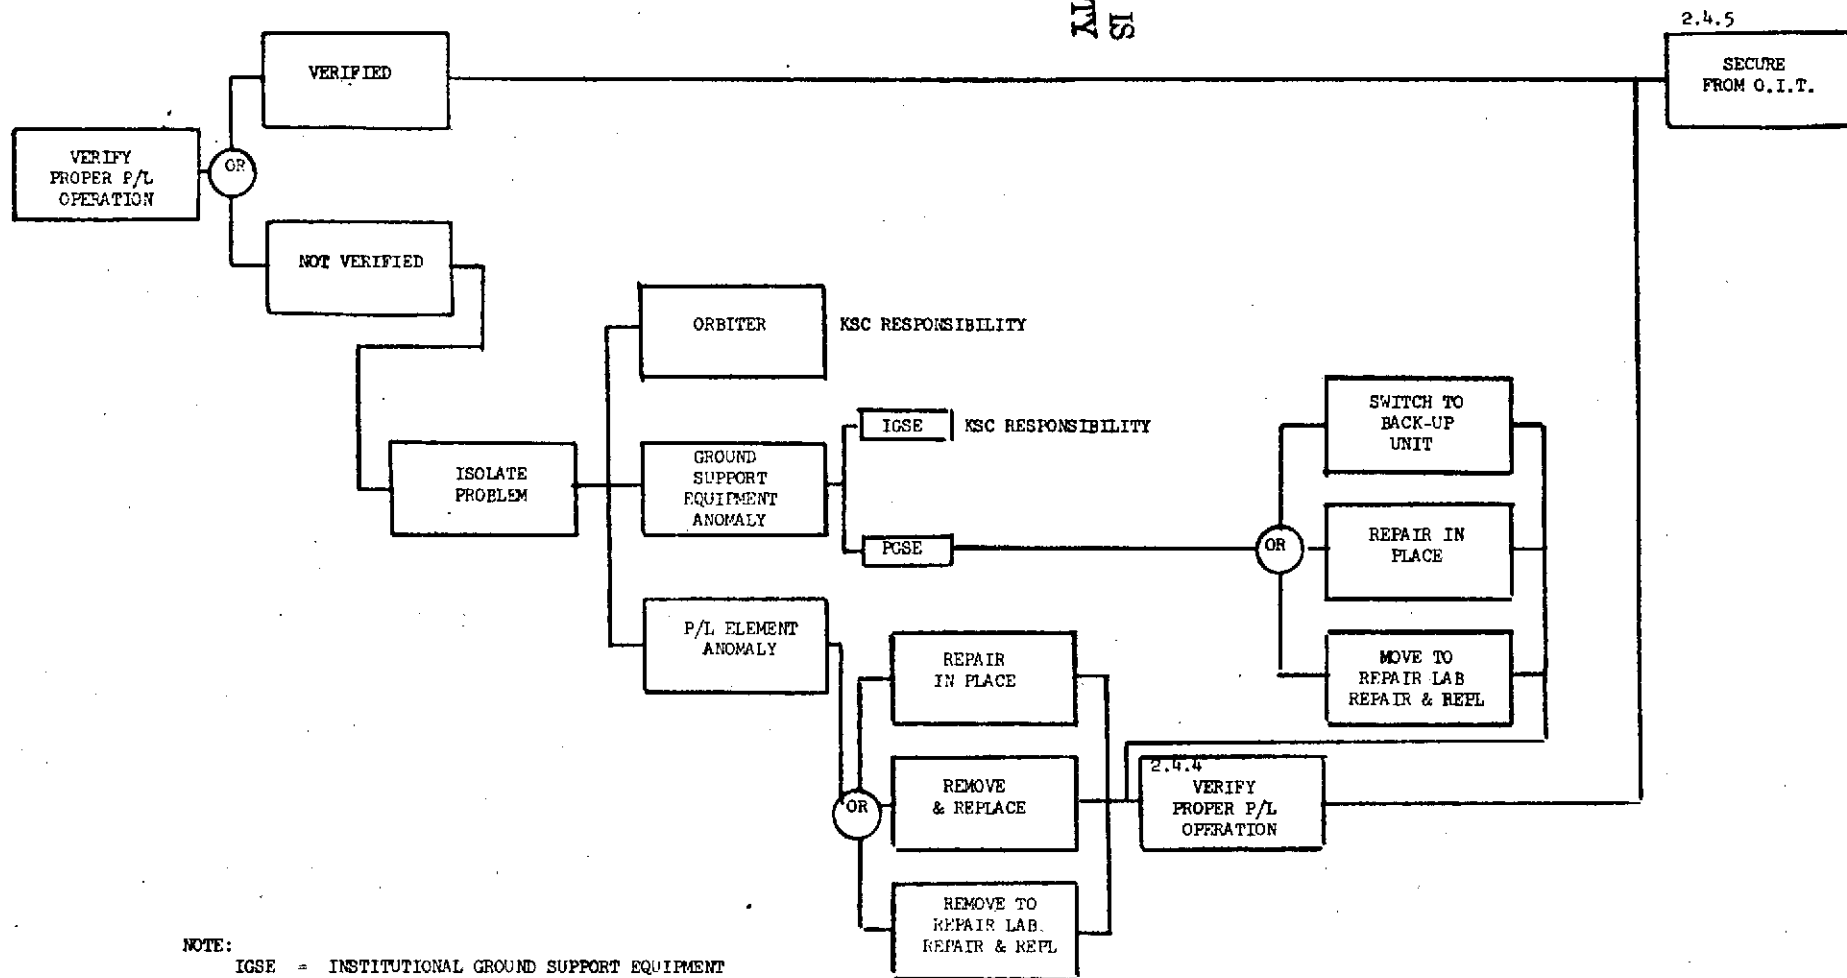 IS
TY
2.4.5
SECURE
FROM O.I.T.
VERIFIED
VERIFY
PROPER P/L
OPERATION
OR
NOT VERIFIED
ORBITER
KSC RESPONSIBILITY
ISOLATE
PROBLEM
GROUND
SUPPORT
EQUIPMENT
ANOMALY
IGSE
KSC RESPONSIBILITY
PGSE
OR
SWITCH TO
BACK-UP
UNIT
REPAIR IN
PLACE
MOVE TO
REPAIR LAB
REPAIR & REPL
P/L ELEMENT
ANOMALY
OR
REPAIR
IN PLACE
REMOVE
& REPLACE
REMOVE TO
REPAIR LAB.
REPAIR & REPL
2.4.4
VERIFY
PROPER P/L
OPERATION
NOTE:
IGSE = INSTITUTIONAL GROUND SUPPORT EQUIPMENT